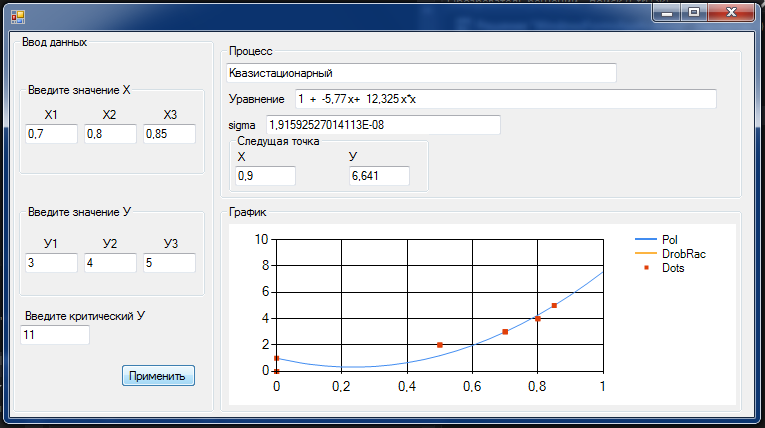 Ввод данных
Введите значение X
X1 X2 X3
0,7 0,8 0,85
Введите значение У
У1 У2 У3
3 4 5
Введите критический У
11
Применить
Процесс
Квазистационарный
Уравнение 1 + -5,77x+ 12,325x*x
sigma 1,91592527014113E-08
Следущая точка
X У
0,9 6,641
График
10
8
6
4
2
0
0 0,2 0,4 0,6 0,8 1
Pol
DrobRac
Dots